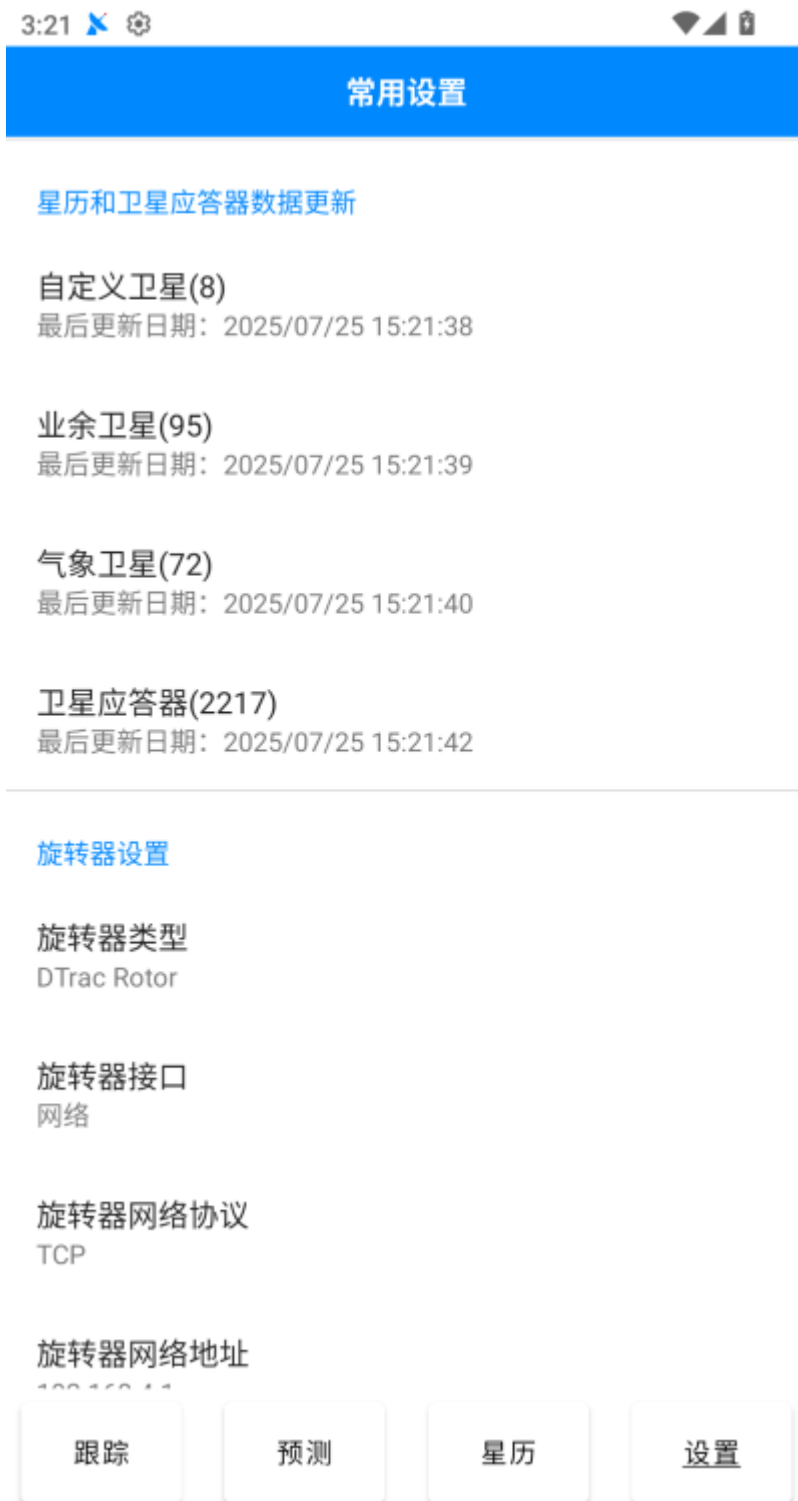 3:21
常用设置
星历和卫星应答器数据更新
自定义卫星(8)
最后更新日期：2025/07/25 15:21:38
业余卫星(95)
最后更新日期：2025/07/25 15:21:39
气象卫星(72)
最后更新日期：2025/07/25 15:21:40
卫星应答器(2217)
最后更新日期：2025/07/25 15:21:42
旋转器设置
旋转器类型
DTrac Rotor
旋转器接口
网络
旋转器网络协议
TCP
旋转器网络地址
跟踪 预测 星历 设置